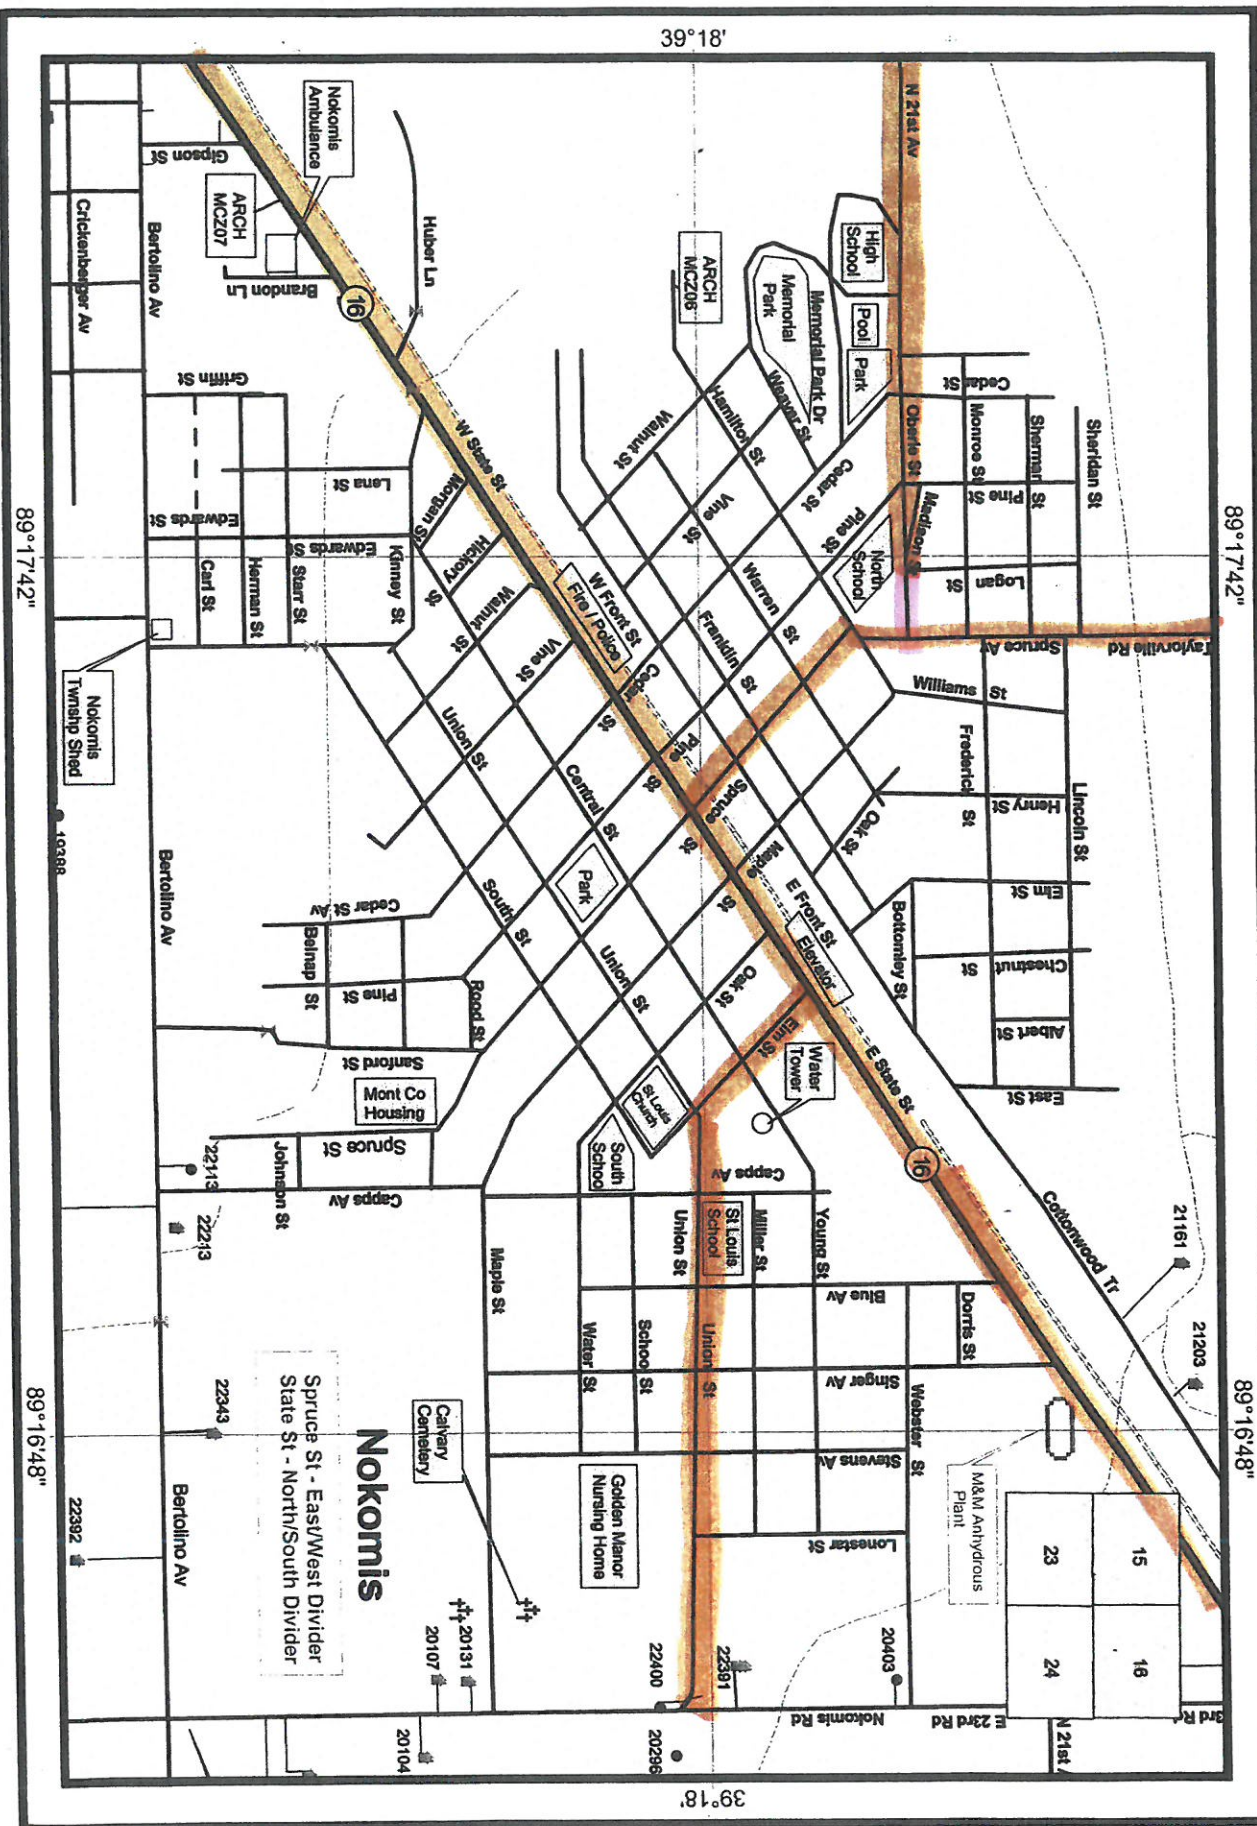 39°18'
N 21st Av
Nokomis
Ambulance
Gipson St
ARCH
MCZ07
Crickenberger Av
Bertolino Av
Brandon Ln
Huber Ln
16
ARCH
MCZ06
High
School
Pool
Park
Memorial
Park
Memorial Park Dr
Weaver St
Hamilton St
Walnut St
Cedar St
Oberle St
Monroe St
Sherman St
Sheridan St
Pine St
Madison St
Logan St
North
School
Cedar St
Pine St
Vine St
Warren St
Franklin St
W Front St
Fire / Police
W State St
Griffin St
Lena St
Morgan St
Hickory St
Walnut St
Vine St
Edwards St
Edwards St
Kinney St
Starr St
Herman St
Carl St
89°17'42"
89°17'42"
Taylorville Rd
Spruce Av
Williams St
Frederick St
Henry St
Lincoln St
Elm St
Chestnut St
Albert St
East St
Bottomley St
Oak St
Cedar St
Pine St
Spruce St
Maple St
E Front St
Elevator
Nokomis
Twnshp Shed
19388
Bertolino Av
Union St
Central St
Park
South St
Union St
Oak St
Elm St
Water
Tower
E State St
16
Cedar St Av
Belnap St
Pine St
Rood St
Sanford St
Mont Co
Housing
St Louis
Church
South
School
Spruce St
Johnson St
Capps Av
Capps Av
22113
22213
Maple St
Union St
St Louis
School
Miller St
Young St
Blue Av
Dorris St
Cottonwood Tr
21161
21203
Water St
School St
Union St
Singer Av
Webster St
Stevens Av
Lonestar St
M&M Anhydrous
Plant
15
16
23
24
89°16'48"
89°16'48"
22343
22392
Bertolino Av
Spruce St - East/West Divider
State St - North/South Divider
Nokomis
Calvary
Cemetery
Golden Manor
Nursing Home
20131
20107
20104
22400
22391
20403
20296
Nokomis Rd
E 23rd Rd
3rd Rd
N 21st
39°18'